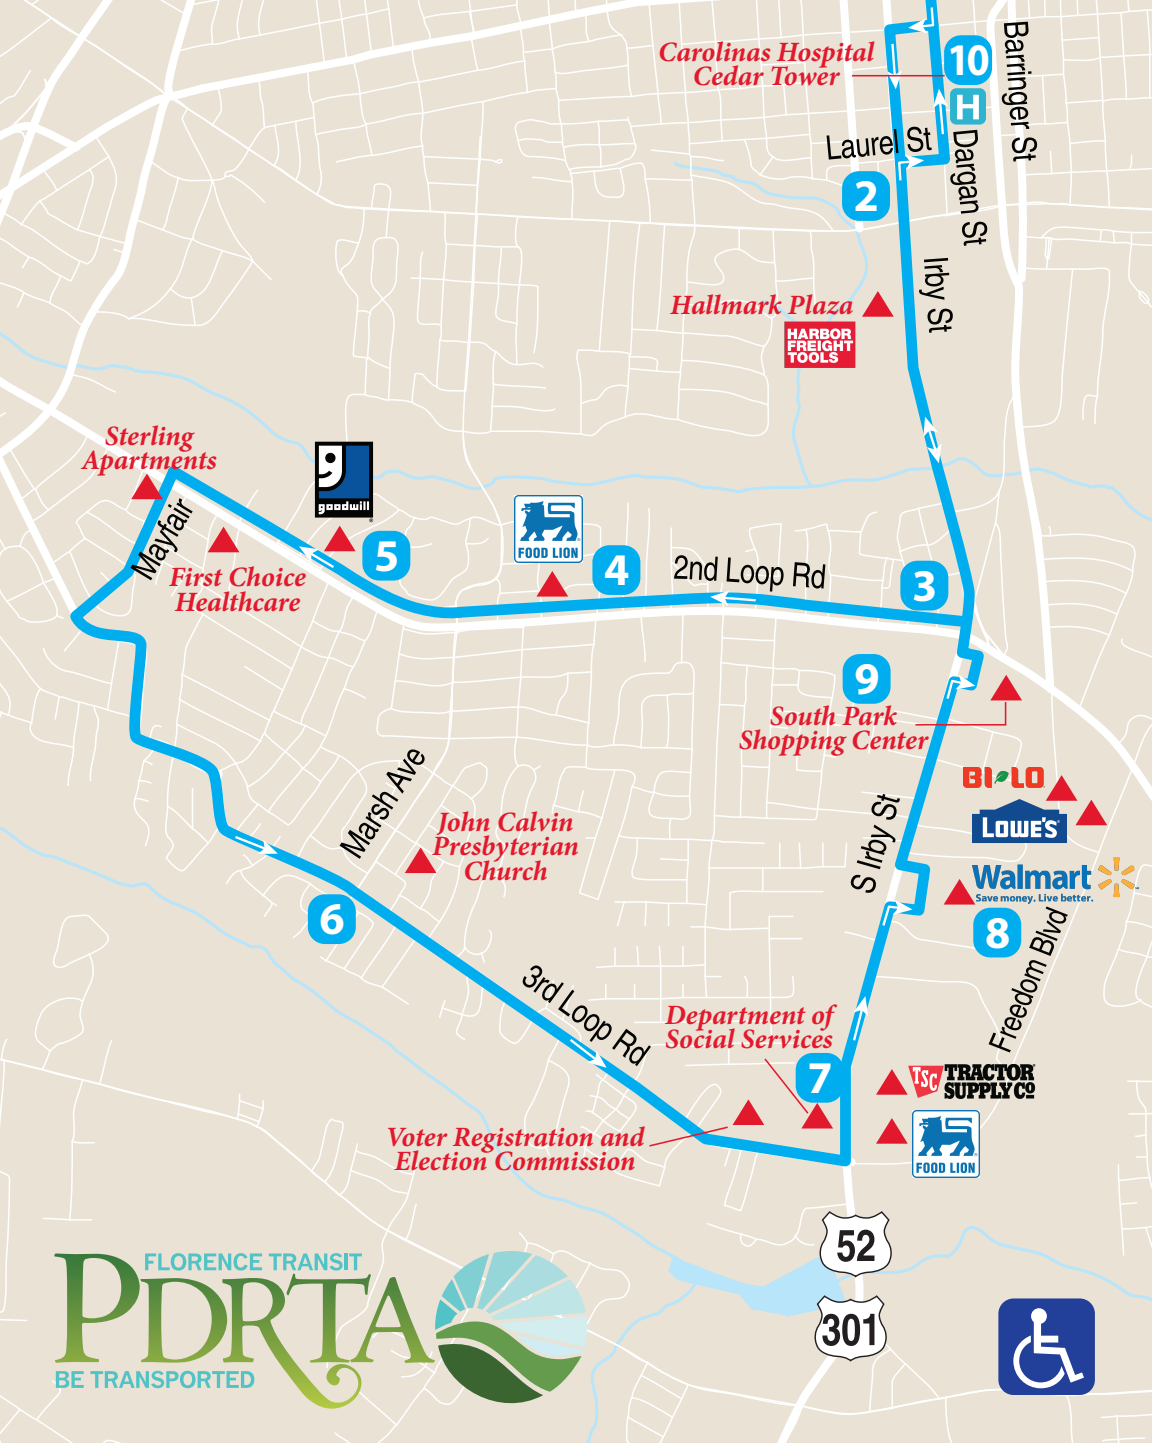 Carolinas Hospital
Cedar Tower
10
H
Barringer St
Laurel St
Dargan St
2
Irby St
Hallmark Plaza
HARBOR
FREIGHT
TOOLS
Sterling
Apartments
goodwill
Mayfair
5
FOOD LION
4
2nd Loop Rd
3
First Choice
Healthcare
9
South Park
Shopping Center
BI-LO
LOWE'S
Walmart
Save money. Live better.
8
Freedom Blvd
S Irby St
Marsh Ave
John Calvin
Presbyterian
Church
6
3rd Loop Rd
Department of
Social Services
7
TSC TRACTOR
SUPPLY CO
FOOD LION
Voter Registration and
Election Commission
52
301
FLORENCE TRANSIT
PDRTA
BE TRANSPORTED